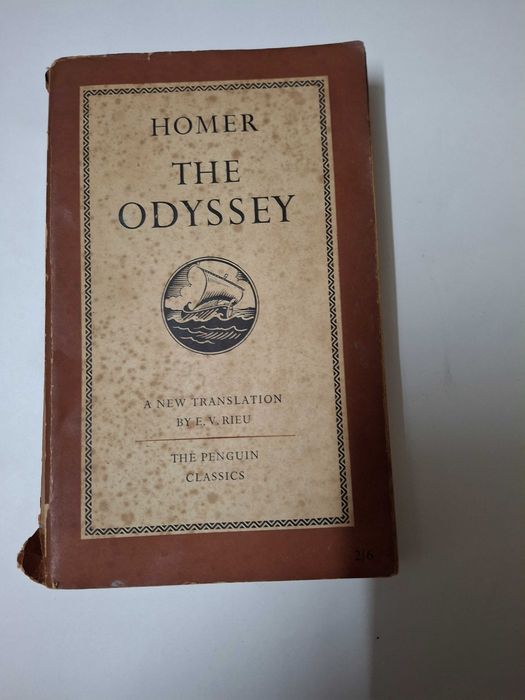 HOMER
THE
ODYSSEY
A NEW TRANSLATION
BY E. V. RIEU
THE PENGUIN
CLASSICS
2/6